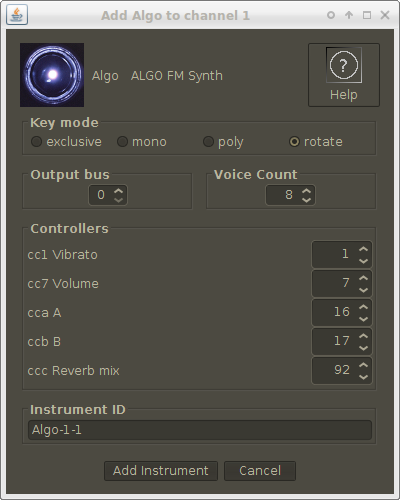 Add Algo to channel 1
Algo ALGO FM Synth
?
Help
Key mode
exclusive mono poly rotate
Output bus Voice Count
0 8
Controllers
cc1 Vibrato 1
cc7 Volume 7
cca A 16
ccb B 17
ccc Reverb mix 92
Instrument ID
Algo-1-1
Add Instrument Cancel